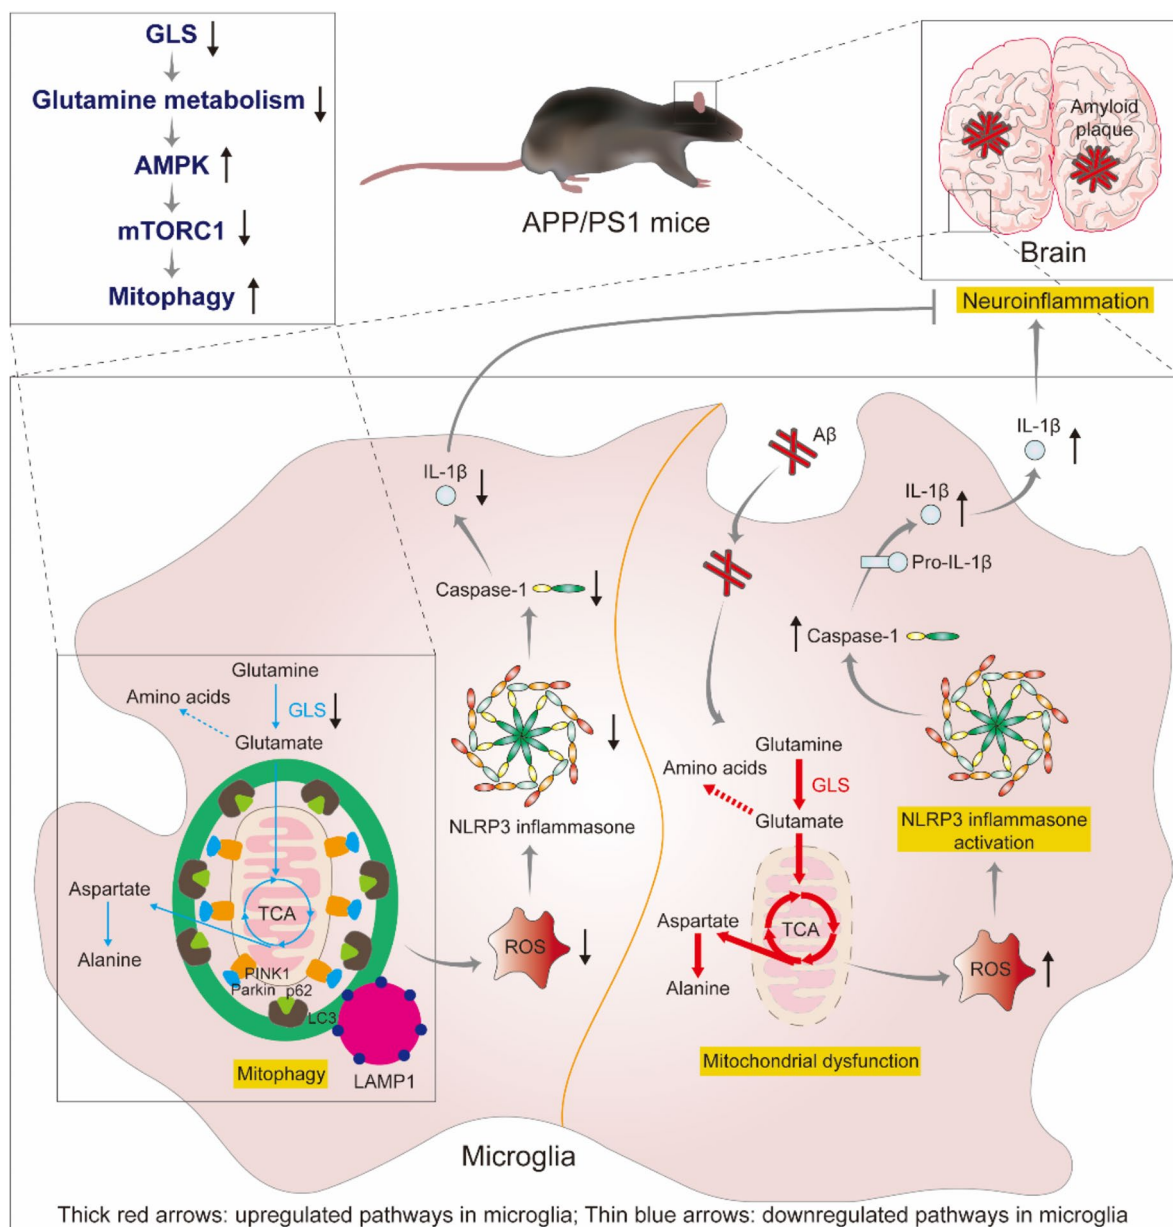 GLS
Glutamine metabolism
AMPK
mTORC1
Mitophagy
APP/PS1 mice
Amyloid
plaque
Brain
Neuroinflammation
IL-1β
Caspase-1
NLRP3 inflammasone
ROS
Glutamine
Amino acids
GLS
Glutamate
TCA
Aspartate
Alanine
PINK1
Parkin
p62
LC3
LAMP1
Mitophagy
Aβ
IL-1β
IL-1β
Pro-IL-1β
Caspase-1
NLRP3 inflammasone
activation
ROS
Glutamine
Amino acids
GLS
Glutamate
TCA
Aspartate
Alanine
Mitochondrial dysfunction
Microglia
Thick red arrows: upregulated pathways in microglia; Thin blue arrows: downregulated pathways in microglia